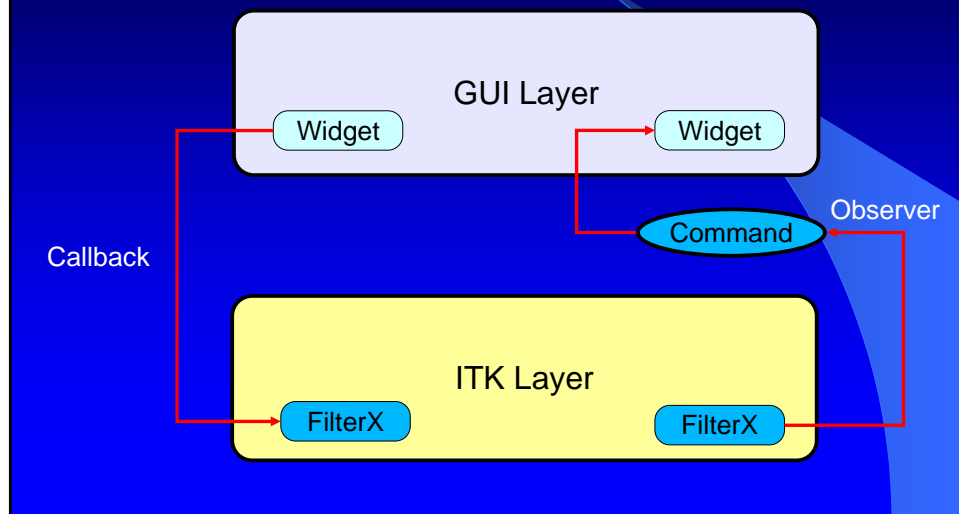 GUI Layer
Widget
Widget
Observer
Command
Callback
ITK Layer
FilterX
FilterX